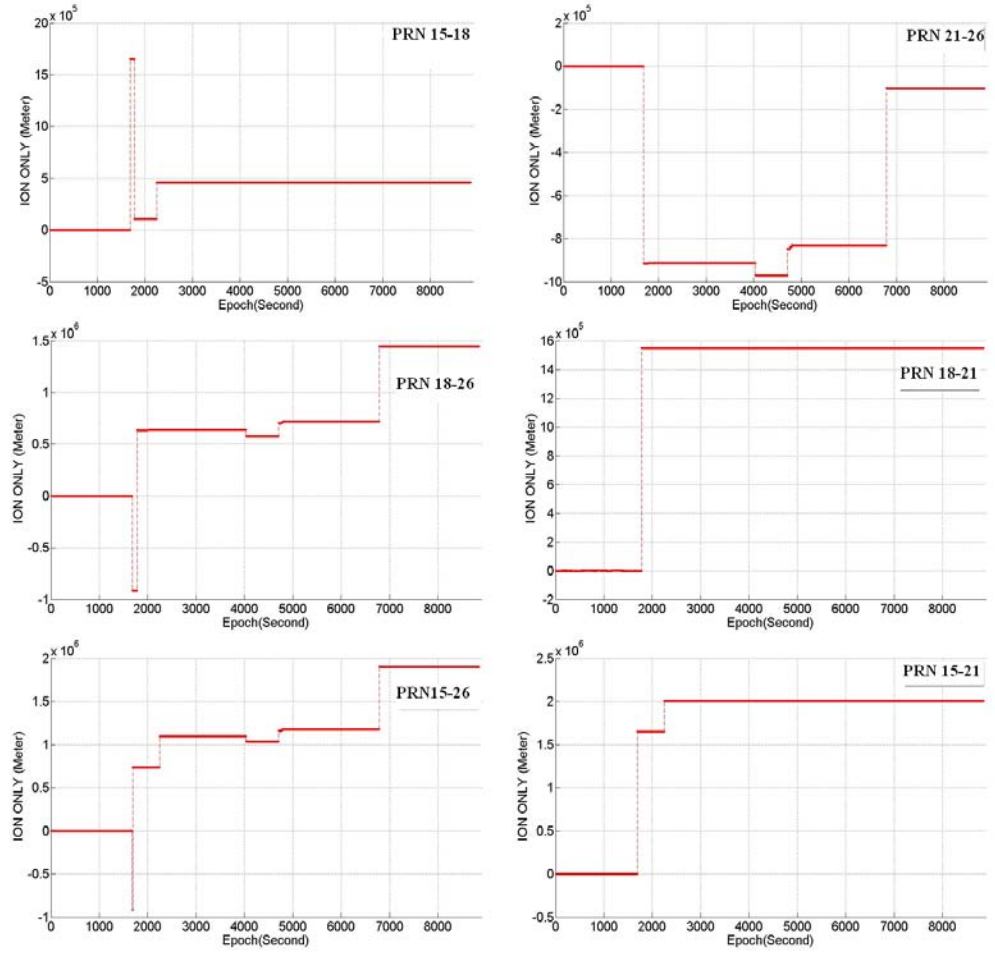 20 x 10^5
PRN 15-18
15
10
5
0
-5
ION ONLY (Meter)
0 1000 2000 3000 4000 5000 6000 7000 8000
Epoch(Second)
2 x 10^5
PRN 21-26
0
-2
-4
-6
-8
-10
ION ONLY (Meter)
0 1000 2000 3000 4000 5000 6000 7000 8000
Epoch(Second)
1.5 x 10^6
PRN 18-26
1
0.5
0
-0.5
-1
ION ONLY (Meter)
0 1000 2000 3000 4000 5000 6000 7000 8000
Epoch(Second)
16 x 10^5
PRN 18-21
14
12
10
8
6
4
2
0
-2
ION ONLY (Meter)
0 1000 2000 3000 4000 5000 6000 7000 8000
Epoch(Second)
2 x 10^6
PRN15-26
1.5
1
0.5
0
-0.5
-1
ION ONLY (Meter)
0 1000 2000 3000 4000 5000 6000 7000 8000
Epoch(Second)
2.5 x 10^6
PRN 15-21
2
1.5
1
0.5
0
-0.5
ION ONLY (Meter)
0 1000 2000 3000 4000 5000 6000 7000 8000
Epoch(Second)